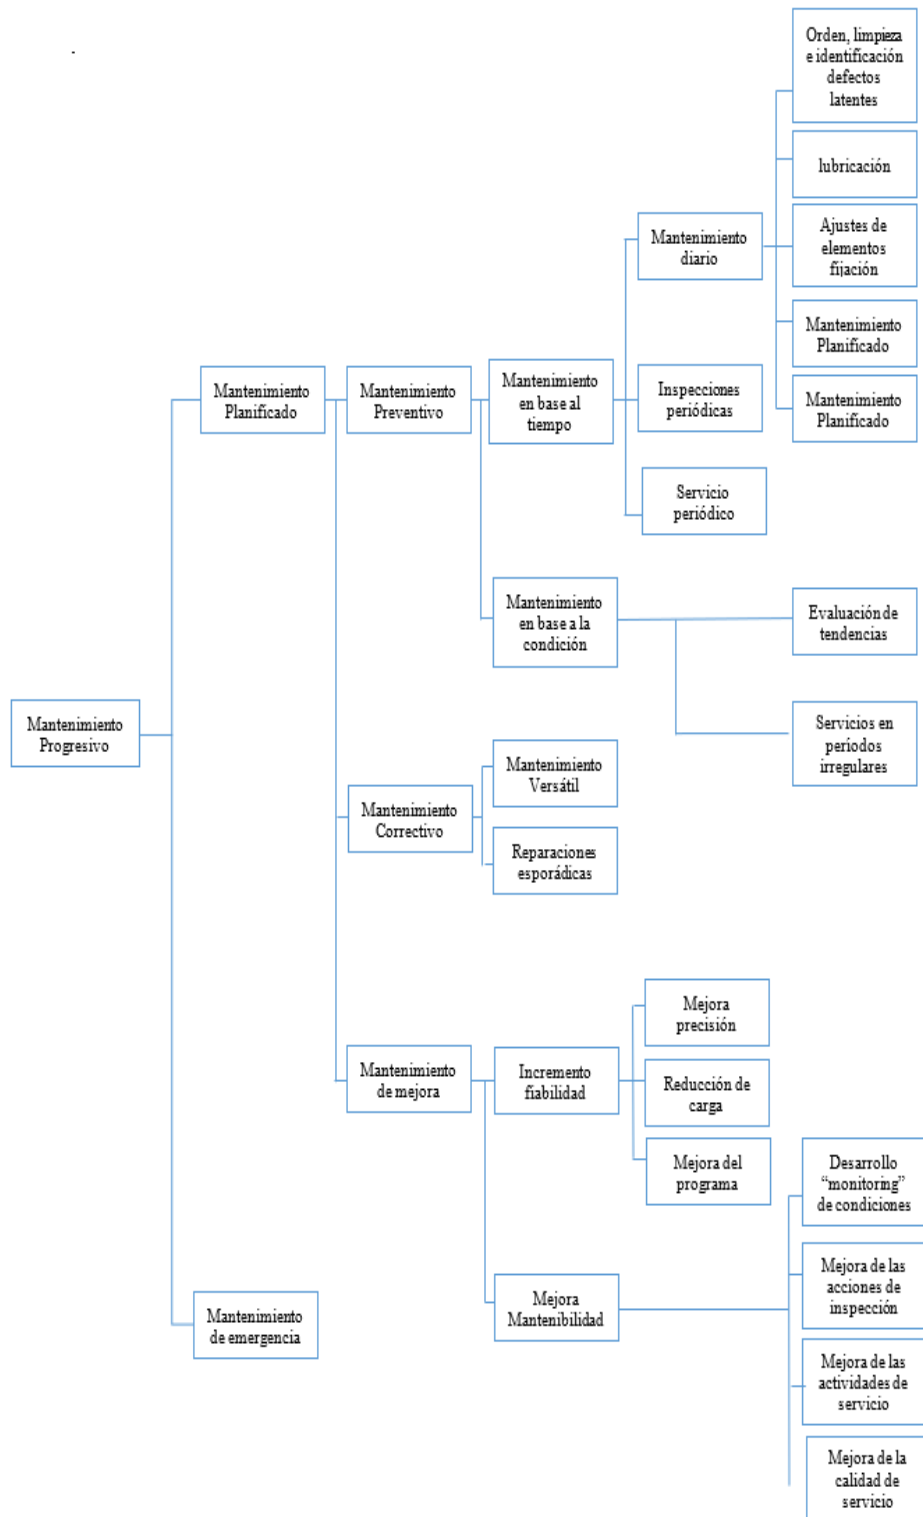 Orden, limpieza
e identificación
defectos
latentes
lubricación
Ajustes de
elementos
fijación
Mantenimiento
Planificado
Mantenimiento
Planificado
Mantenimiento
diario
Inspecciones
periódicas
Servicio
periódico
Mantenimiento
en base al
tiempo
Mantenimiento
Preventivo
Mantenimiento
Planificado
Mantenimiento
en base a la
condición
Evaluación de
tendencias
Servicios en
períodos
irregulares
Mantenimiento
Progresivo
Mantenimiento
Versátil
Mantenimiento
Correctivo
Reparaciones
esporádicas
Mejora
precisión
Mantenimiento
de mejora
Incremento
fiabilidad
Reducción de
carga
Mejora del
programa
Desarrollo
“monitoring”
de condiciones
Mejora de las
acciones de
inspección
Mejora
Mantenibilidad
Mantenimiento
de emergencia
Mejora de las
actividades de
servicio
Mejora de la
calidad de
servicio